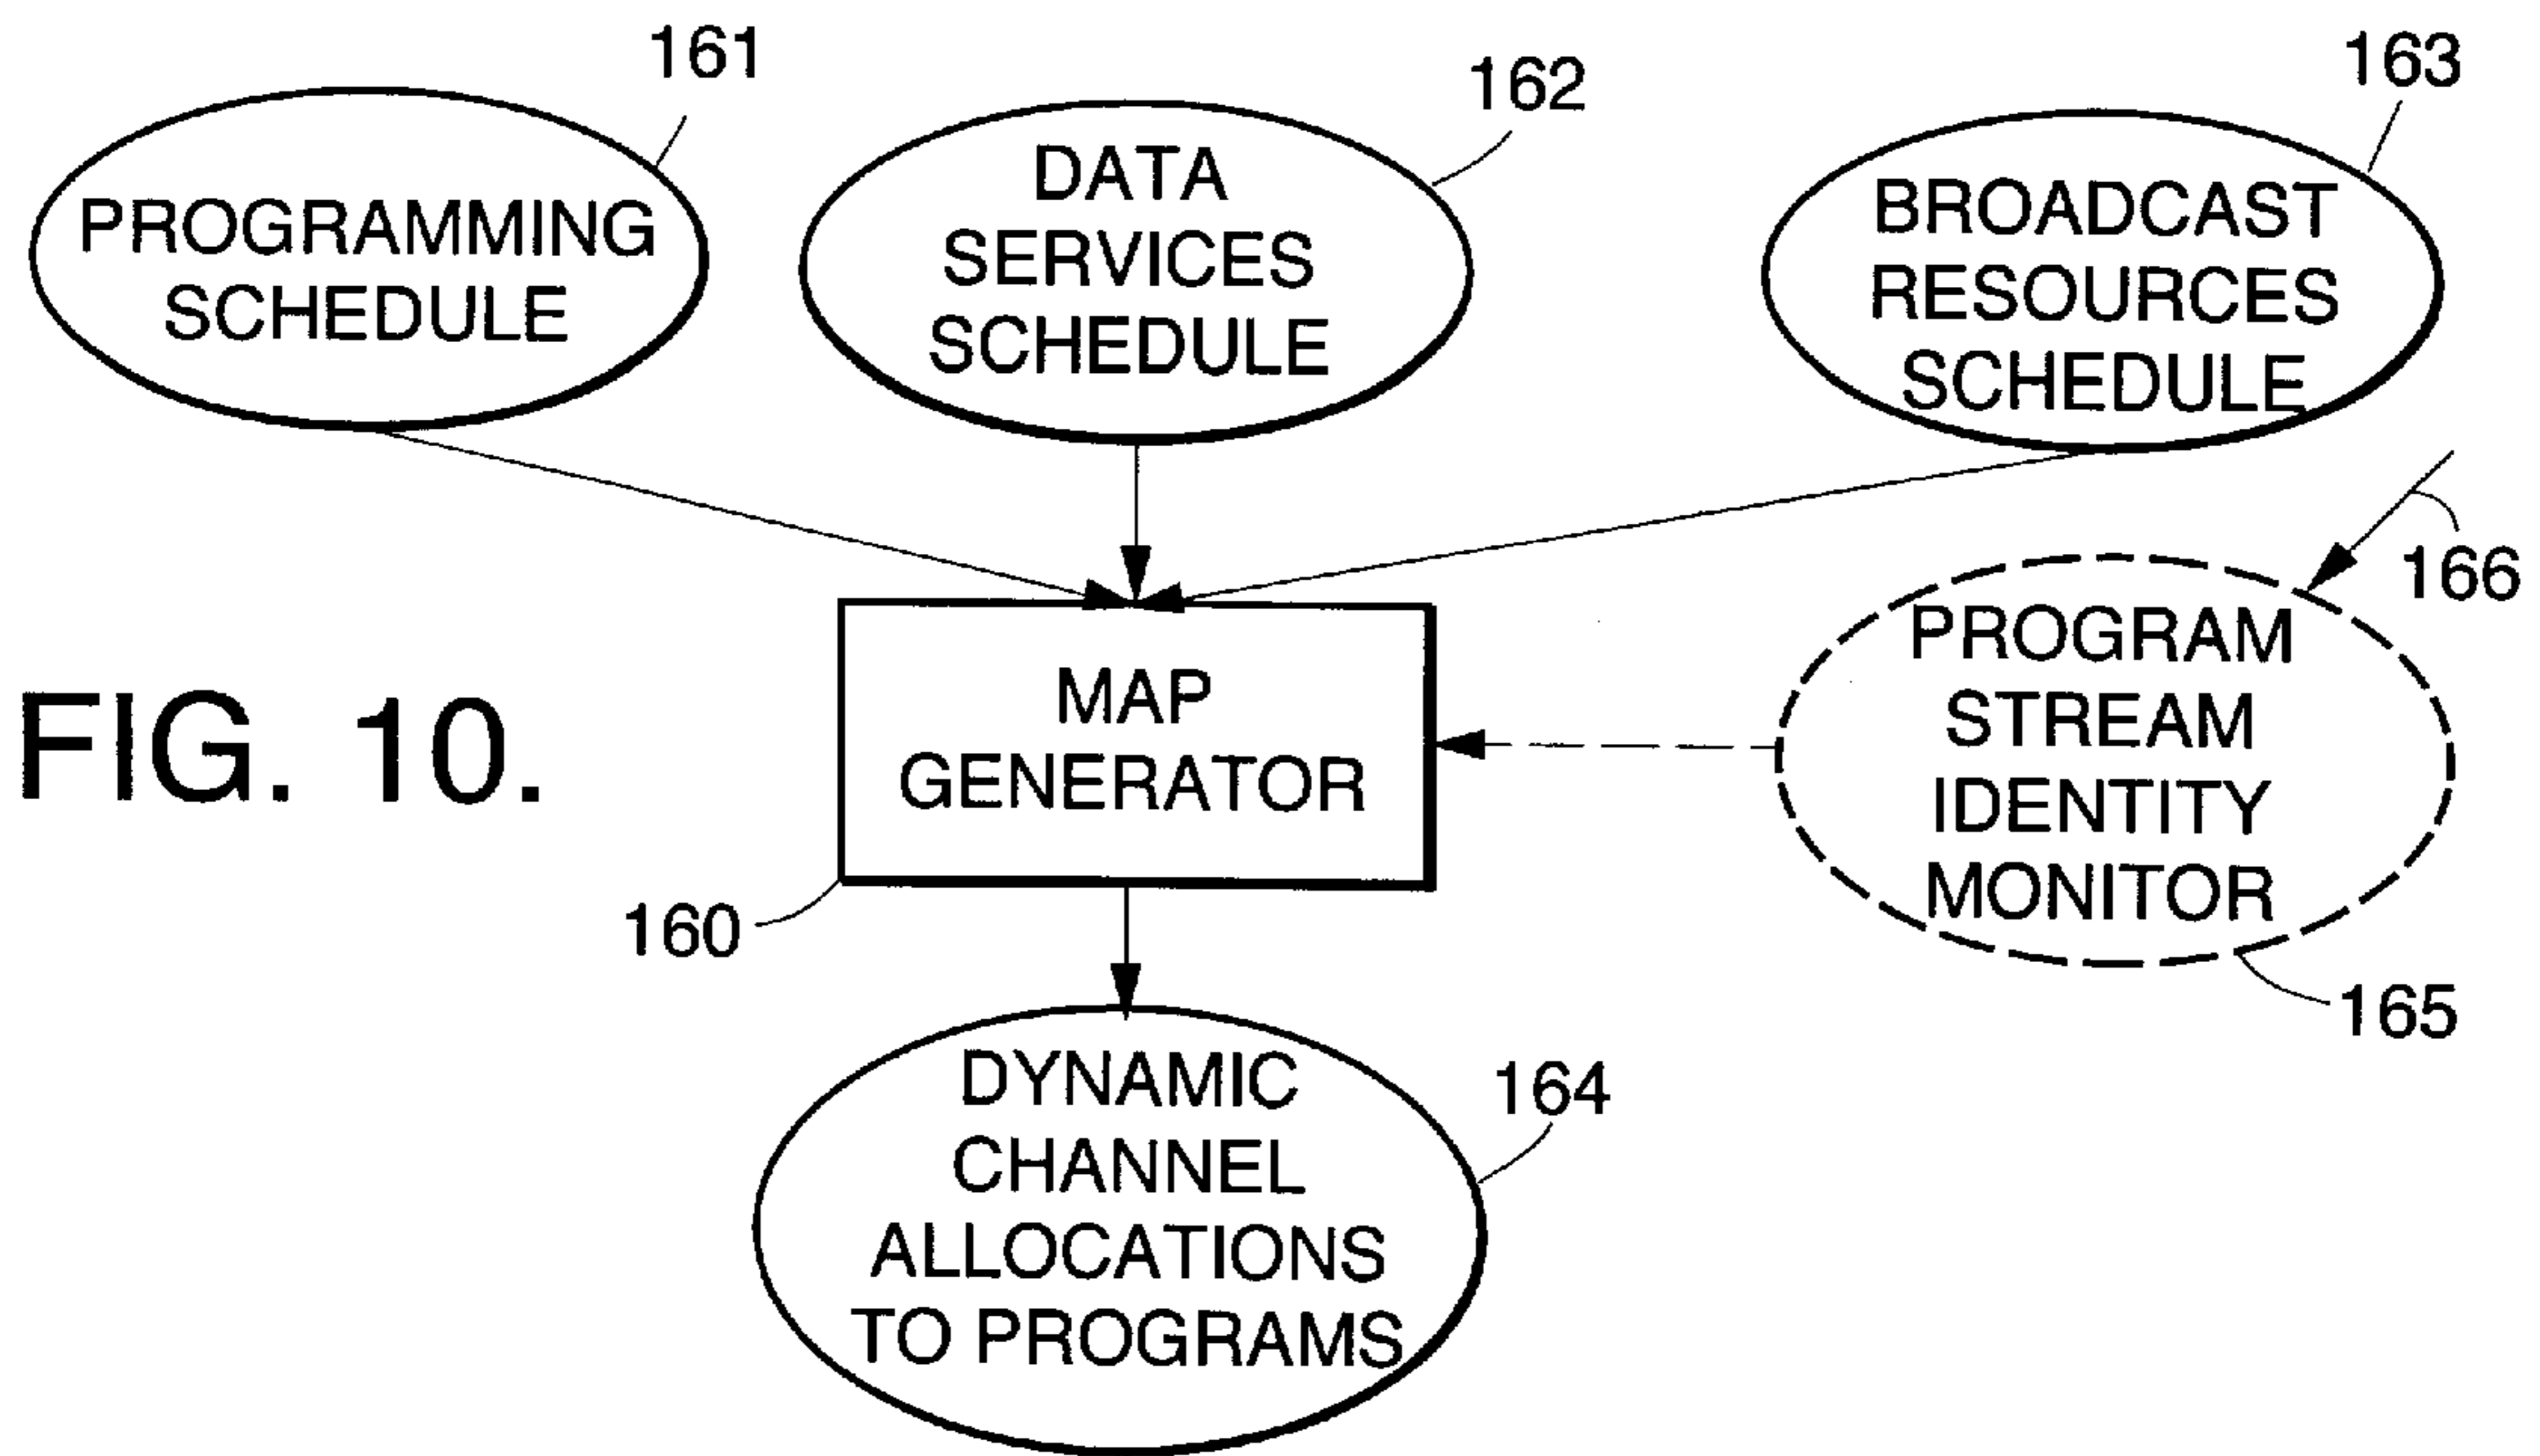 161
162
163
PROGRAMMING
SCHEDULE
DATA
SERVICES
SCHEDULE
BROADCAST
RESOURCES
SCHEDULE
166
FIG. 10.
MAP
GENERATOR
160
PROGRAM
STREAM
IDENTITY
MONITOR
165
DYNAMIC
CHANNEL
ALLOCATIONS
TO PROGRAMS
164